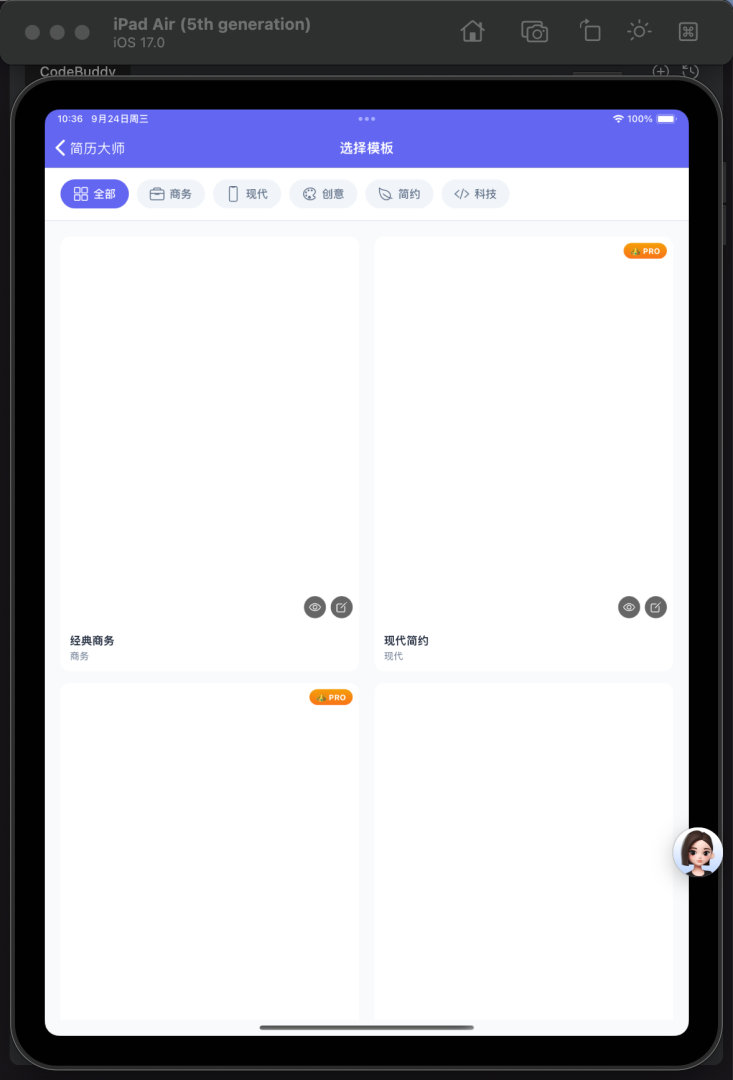 iPad Air (5th generation)
iOS 17.0
CodeBuddy
10:36 9月24日周三
100%
简历大师
选择模板
全部
商务
现代
创意
简约
科技
PRO
经典商务
商务
现代简约
现代
PRO